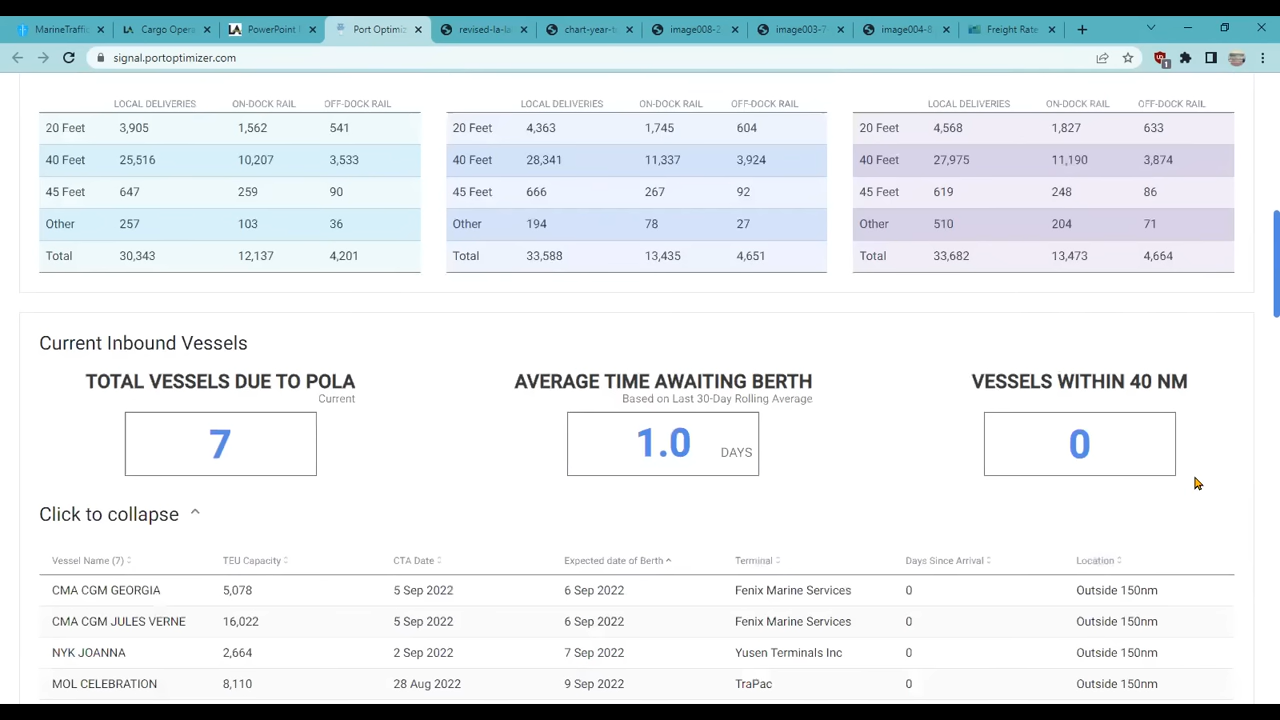 MarineTraffi
Cargo Oper
PowerPoint
Port Optimiz
revised-la-la
chart-year-t
image008-2
image003-7
image004-8
Freight Rate
signal.portoptimizer.com
1
LOCAL DELIVERIES ON-DOCK RAIL OFF-DOCK RAIL LOCAL DELIVERIES ON-DOCK RAIL OFF-DOCK RAIL LOCAL DELIVERIES ON-DOCK RAIL OFF-DOCK RAIL
20 Feet 3,905 1,562 541 20 Feet 4,363 1,745 604 20 Feet 4,568 1,827 633
40 Feet 25,516 10,207 3,533 40 Feet 28,341 11,337 3,924 40 Feet 27,975 11,190 3,874
45 Feet 647 259 90 45 Feet 666 267 92 45 Feet 619 248 86
Other 257 103 36 Other 194 78 27 Other 510 204 71
Total 30,343 12,137 4,201 Total 33,588 13,435 4,651 Total 33,682 13,473 4,664
Current Inbound Vessels
TOTAL VESSELS DUE TO POLA AVERAGE TIME AWAITING BERTH VESSELS WITHIN 40 NM
Current Based on Last 30-Day Rolling Average
7 1.0 DAYS 0
Click to collapse
Vessel Name (7) TEU Capacity CTA Date Expected date of Berth Terminal Days Since Arrival Location
CMA CGM GEORGIA 5,078 5 Sep 2022 6 Sep 2022 Fenix Marine Services 0 Outside 150nm
CMA CGM JULES VERNE 16,022 5 Sep 2022 6 Sep 2022 Fenix Marine Services 0 Outside 150nm
NYK JOANNA 2,664 2 Sep 2022 7 Sep 2022 Yusen Terminals Inc 0 Outside 150nm
MOL CELEBRATION 8,110 28 Aug 2022 9 Sep 2022 TraPac 0 Outside 150nm